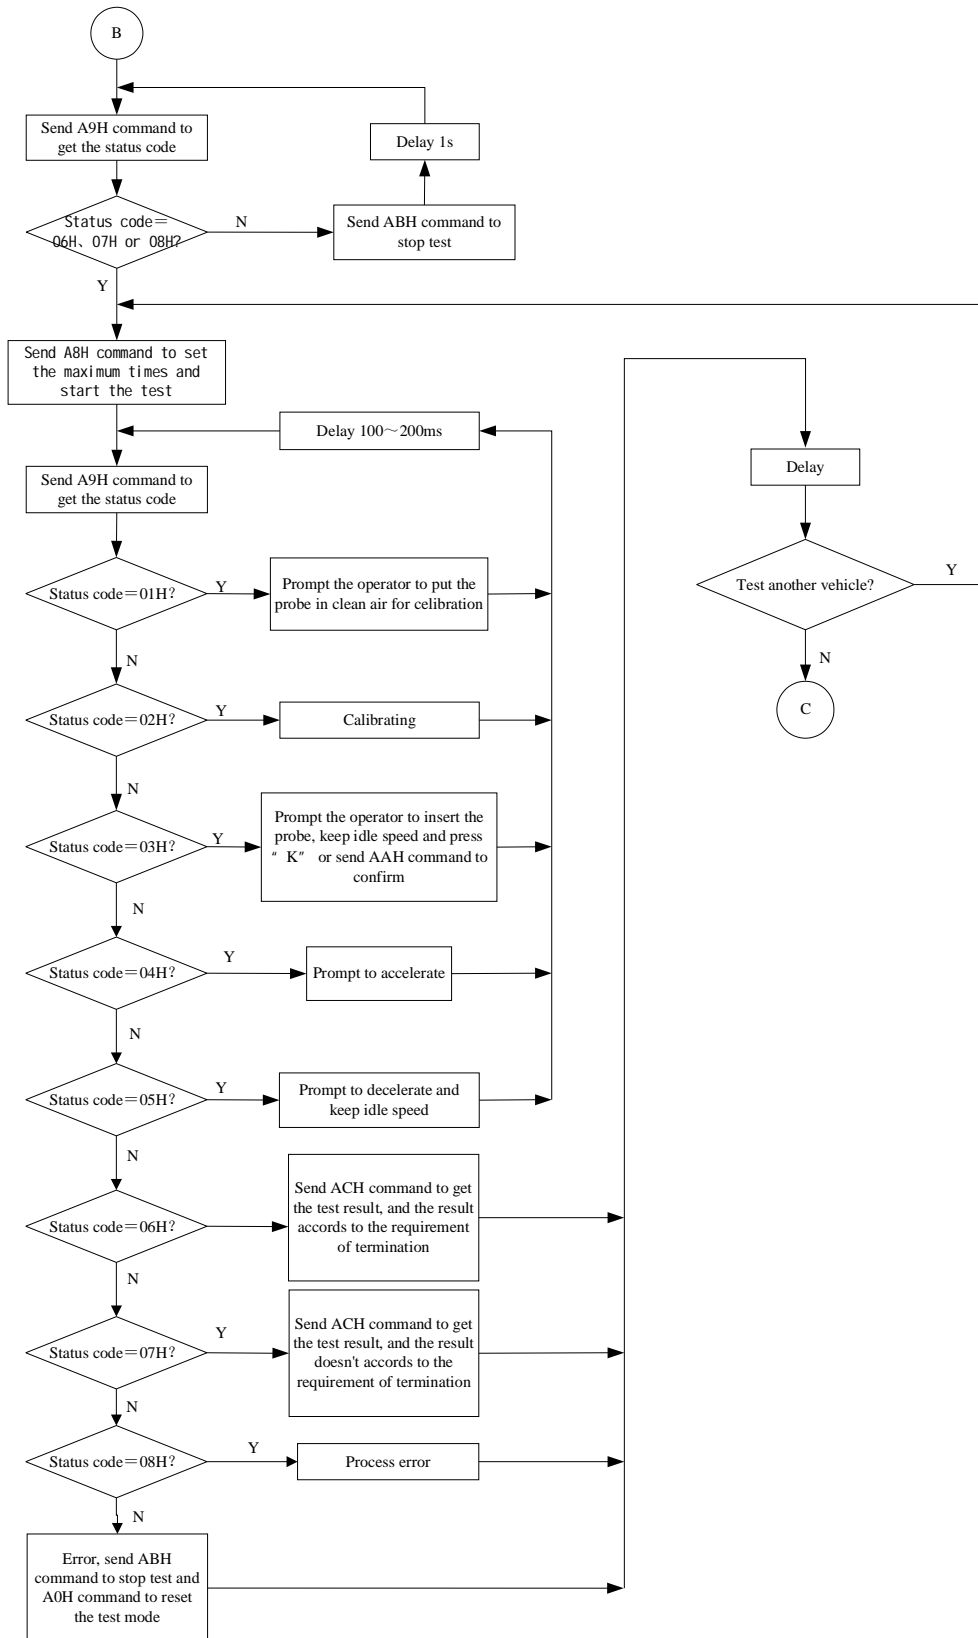 B
Send A9H command to
get the status code
Delay 1s
Status code＝
06H、07H or 08H?
N
Send ABH command to
stop test
Y
Send A8H command to set
the maximum times and
start the test
Delay 100～200ms
Send A9H command to
get the status code
Delay
Status code＝01H?
Y
Prompt the operator to put the
probe in clean air for celibration
Test another vehicle?
Y
N
N
C
Status code＝02H?
Y
Calibrating
N
Status code＝03H?
Y
Prompt the operator to insert the
probe, keep idle speed and press
“ K” or send AAH command to
confirm
N
Status code＝04H?
Y
Prompt to accelerate
N
Status code＝05H?
Y
Prompt to decelerate and
keep idle speed
N
Status code＝06H?
Send ACH command to get
the test result, and the result
accords to the requirement
of termination
N
Status code＝07H?
Y
Send ACH command to get
the test result, and the result
doesn't accords to the
requirement of termination
N
Status code＝08H?
Y
Process error
N
Error, send ABH
command to stop test and
A0H command to reset
the test mode